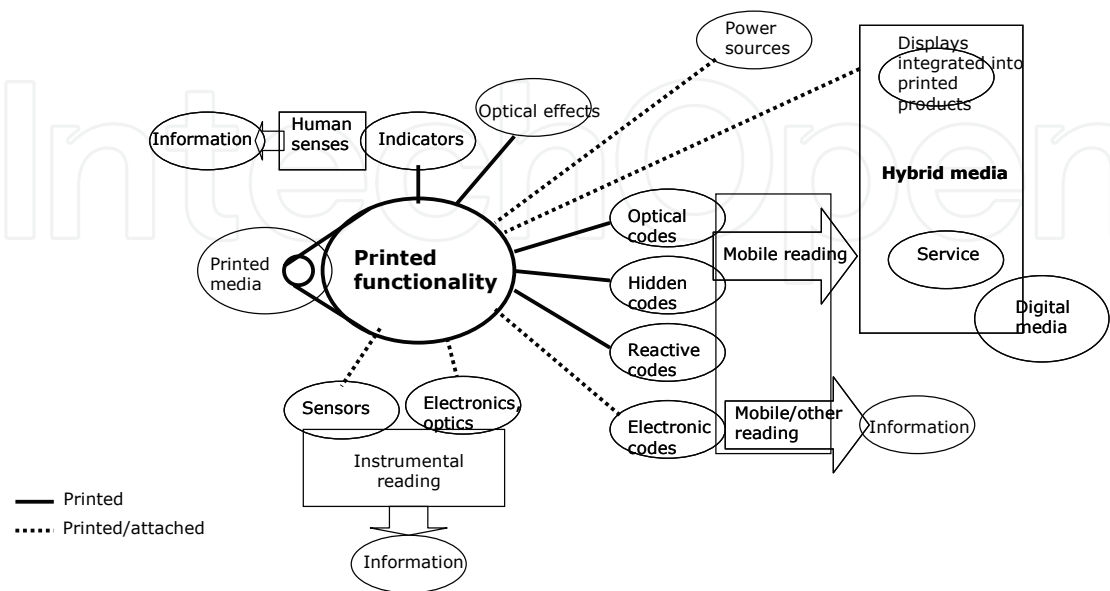 Power
sources
Displays
integrated into
printed
products
Optical effects
Information
Human
senses
Indicators
Hybrid media
Optical
codes
Mobile reading
Service
Printed
media
Printed
functionality
Hidden
codes
Digital
media
Reactive
codes
Sensors
Electronics,
optics
Electronic
codes
Mobile/other
reading
Information
Instrumental
reading
Printed
Printed/attached
Information
IntechOpen